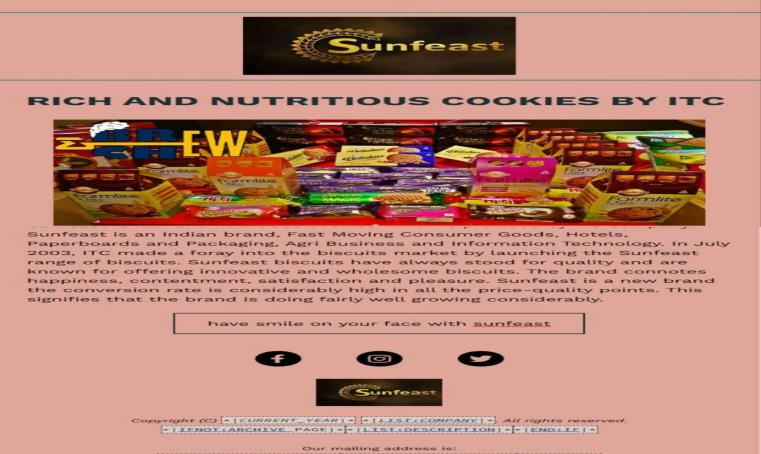 Sunfeast
RICH AND NUTRITIOUS COOKIES BY ITC
EW
Farmlite
Farmlite
Farmlite
Farmlite
Sunfeast is an Indian brand, Fast Moving Consumer Goods, Hotels,
Paperboards and Packaging, Agri Business and Information Technology. In July
2003, ITC made a foray into the biscuits market by launching the Sunfeast
range of biscuits. Sunfeast biscuits have always stood for quality and are
known for offering innovative and wholesome biscuits. The brand connotes
happiness, contentment, satisfaction and pleasure. Sunfeast is a new brand
the conversion rate is considerably high in all the price-quality points. This
signifies that the brand is doing fairly well growing considerably.
have smile on your face with sunfeast
Sunfeast
Copyright (C) *|CURRENT_YEAR|* *|LIST:COMPANY|*. All rights reserved.
*|IFNOT:ARCHIVE_PAGE|* *|LIST:DESCRIPTION|* *|END:IF|*
Our mailing address is: